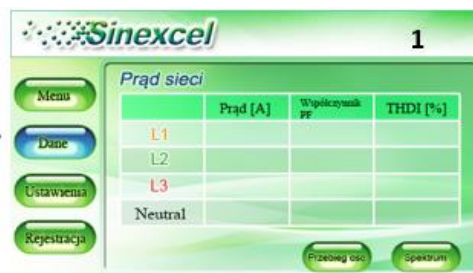 Sinexcel
1
Prąd sieci
Menu
Prąd [A]
Współczynnik
PF
THDI [%]
Dane
L1
L2
L3
Ustawienia
Neutral
Rejestracja
Przebieg osc
Spektrum